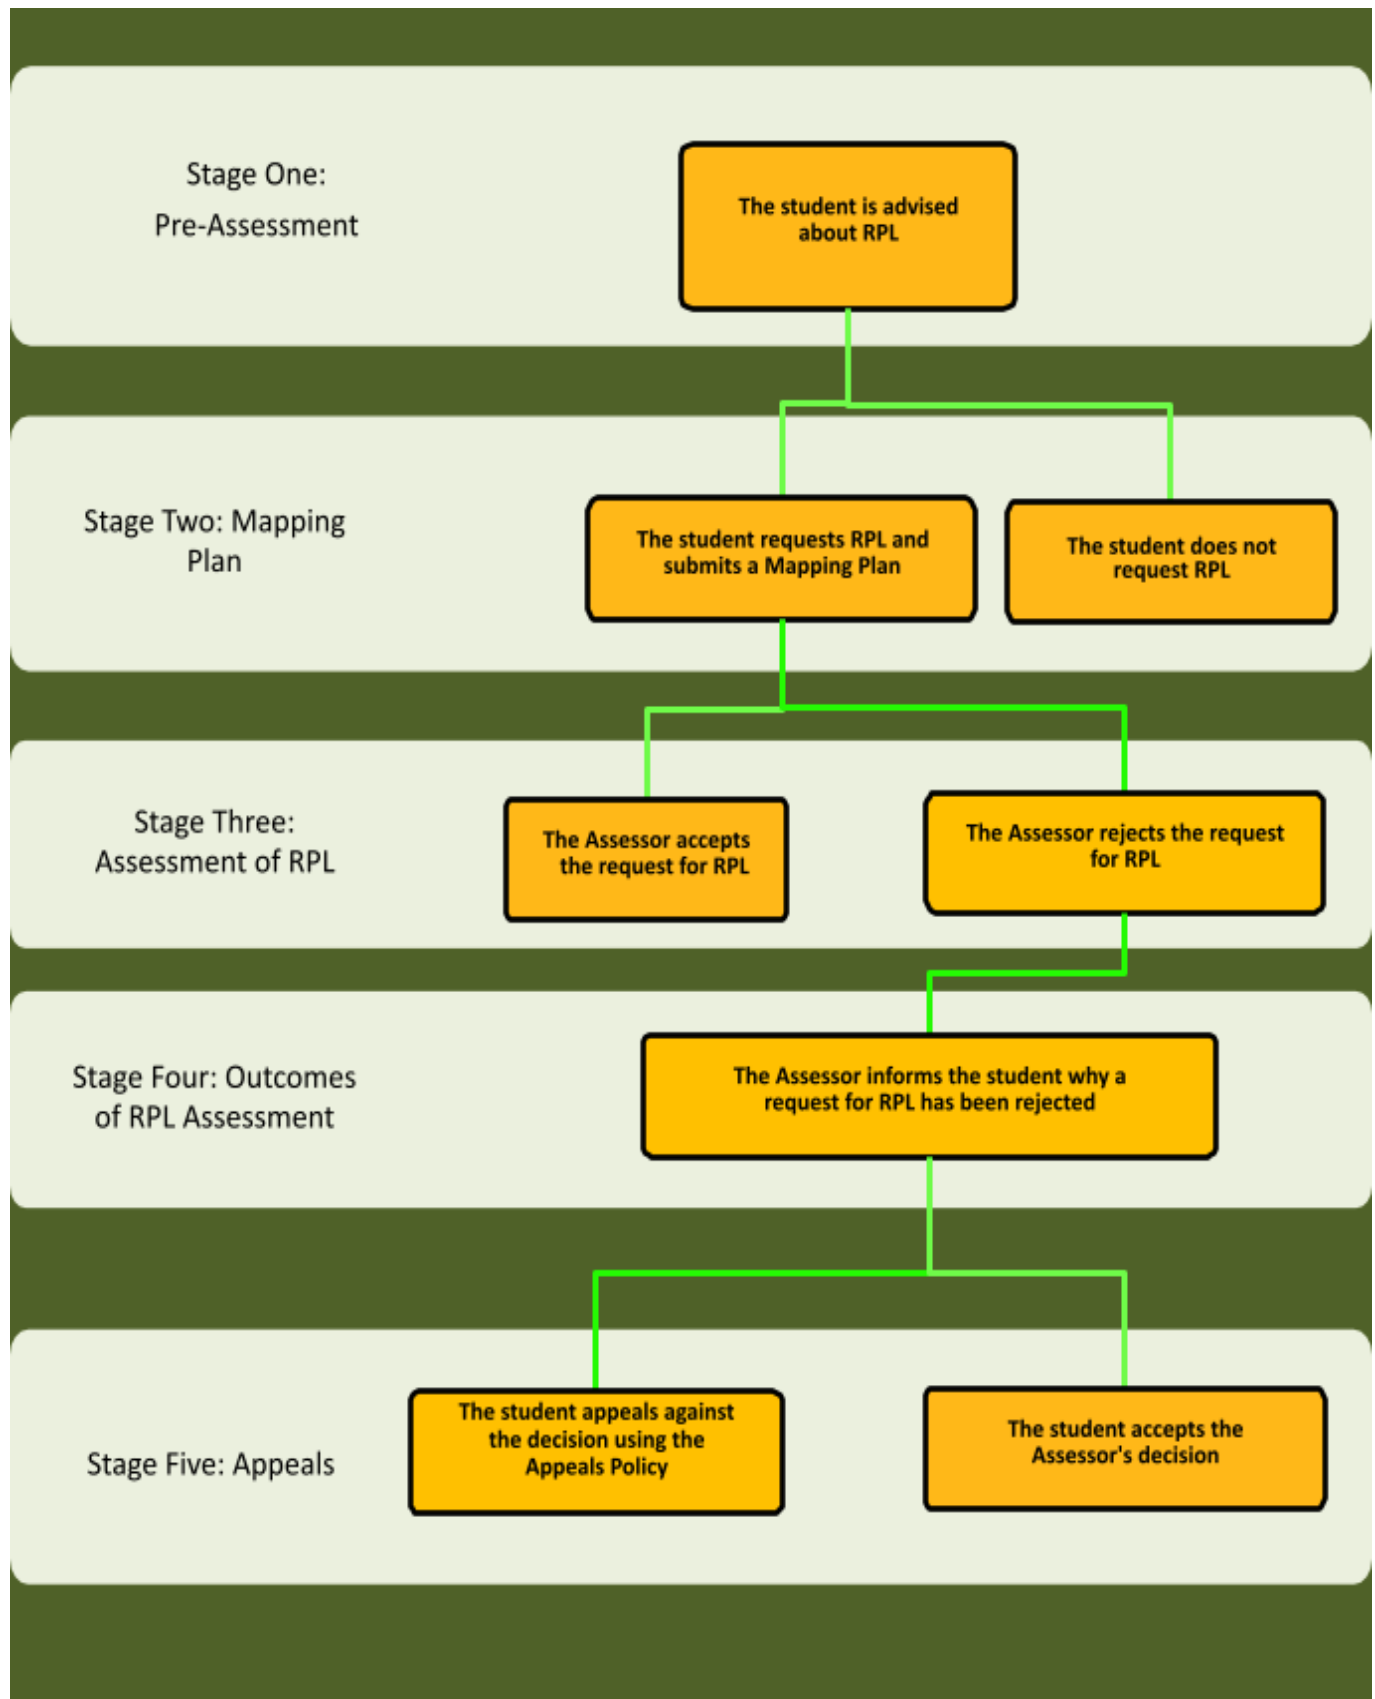 Stage One:
Pre-Assessment
The student is advised
about RPL
Stage Two: Mapping
Plan
The student requests RPL and
submits a Mapping Plan
The student does not
request RPL
Stage Three:
Assessment of RPL
The Assessor accepts
the request for RPL
The Assessor rejects the request
for RPL
Stage Four: Outcomes
of RPL Assessment
The Assessor informs the student why a
request for RPL has been rejected
Stage Five: Appeals
The student appeals against
the decision using the
Appeals Policy
The student accepts the
Assessor's decision